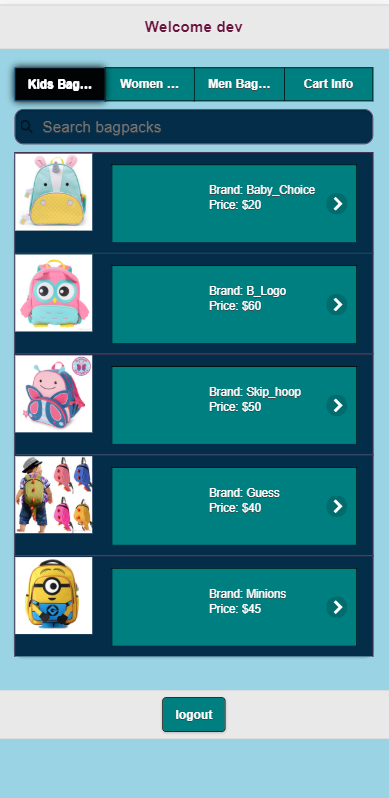 Welcome dev
Kids Bag...
Women ...
Men Bag...
Cart Info
Search bagpacks
Brand: Baby_Choice
Price: $20
Brand: B_Logo
Price: $60
Brand: Skip_hoop
Price: $50
Brand: Guess
Price: $40
Brand: Minions
Price: $45
logout